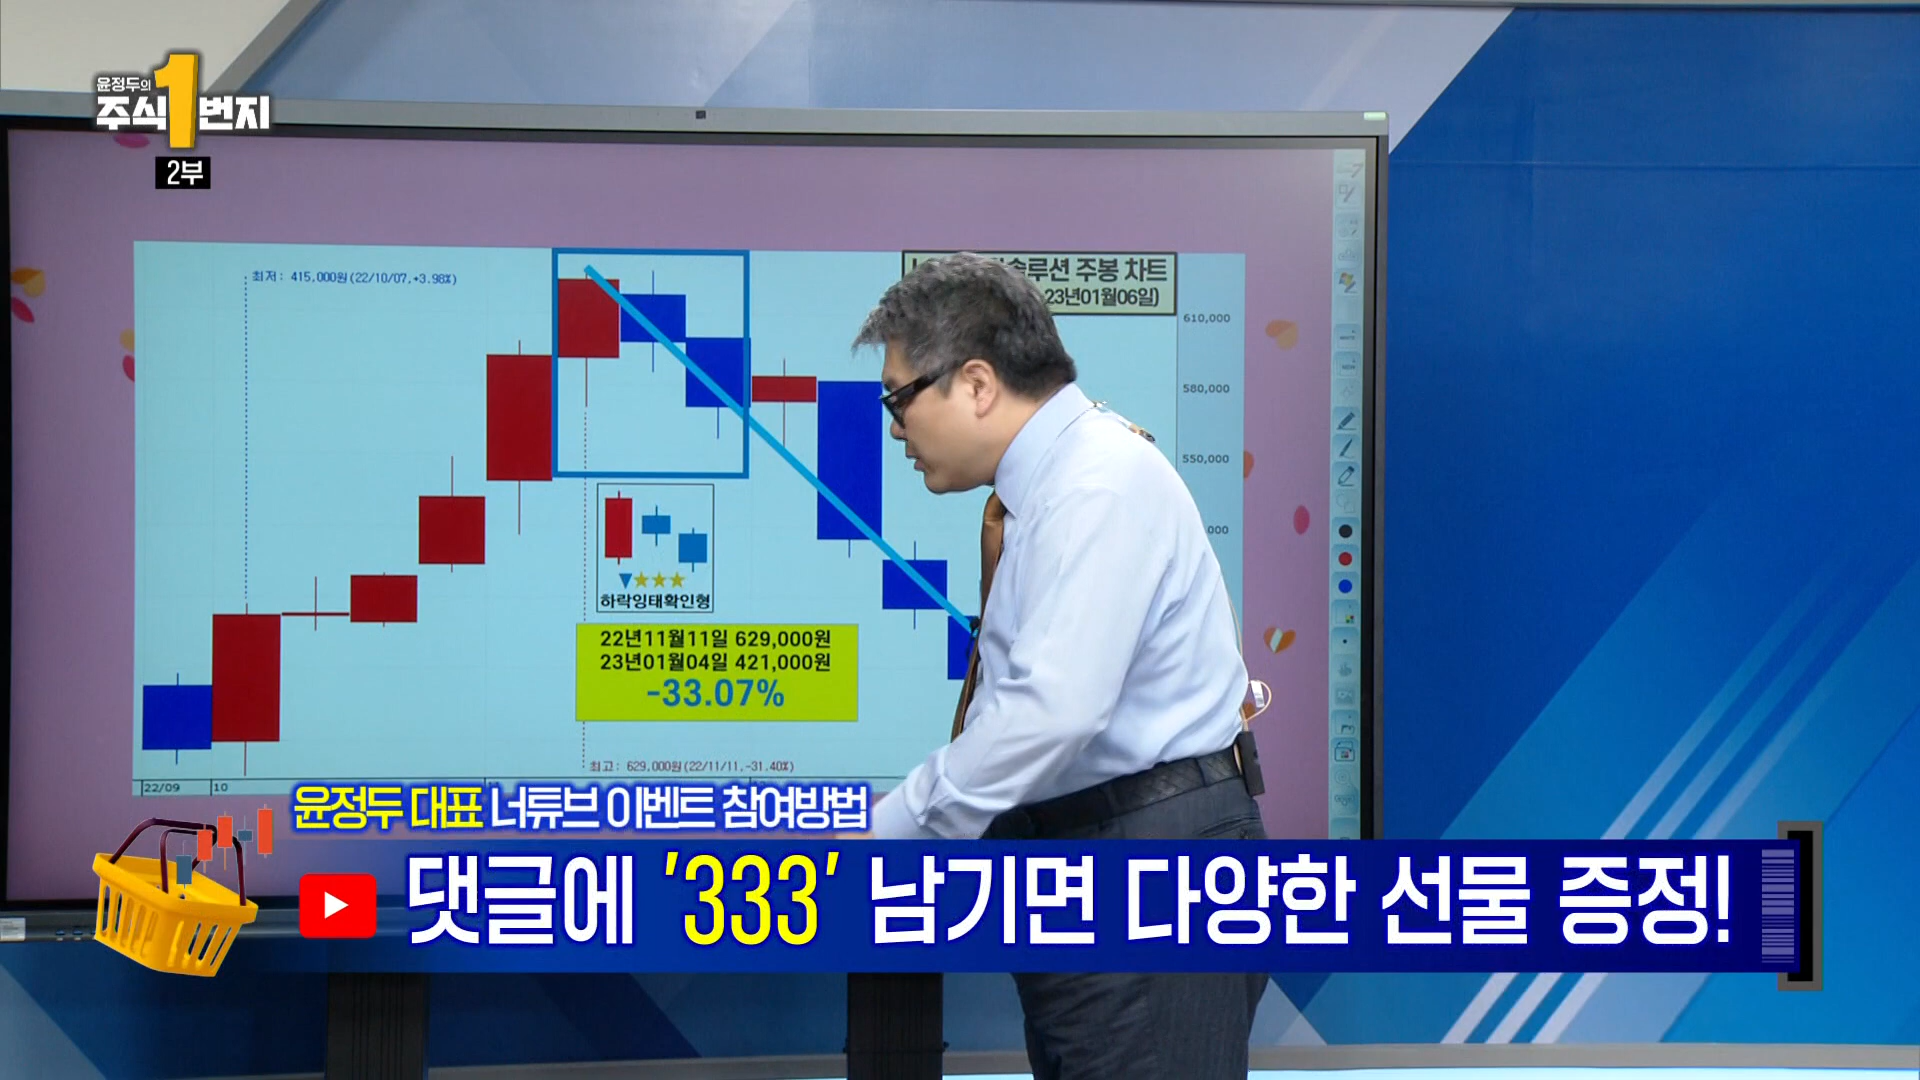 윤정두의
주식1번지
2부
최저: 415,000원(22/10/07,+3.98%)
솔루션 주봉 차트
23년01월06일)
610,000
580,000
550,000
000
하락잉태확인형
22년11월11일 629,000원
23년01월04일 421,000원
-33.07%
최고: 629,000원(22/11/11,-31.40%)
22/09
10
윤정두 대표 너튜브 이벤트 참여방법
댓글에 '333' 남기면 다양한 선물 증정!